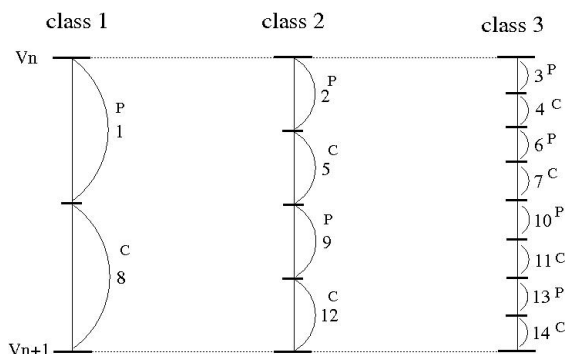 class 1
class 2
class 3
Vn
P
1
C
8
Vn+1
P
2
C
5
P
9
C
12
3 P
4 C
6 P
7 C
10 P
11 C
13 P
14 C